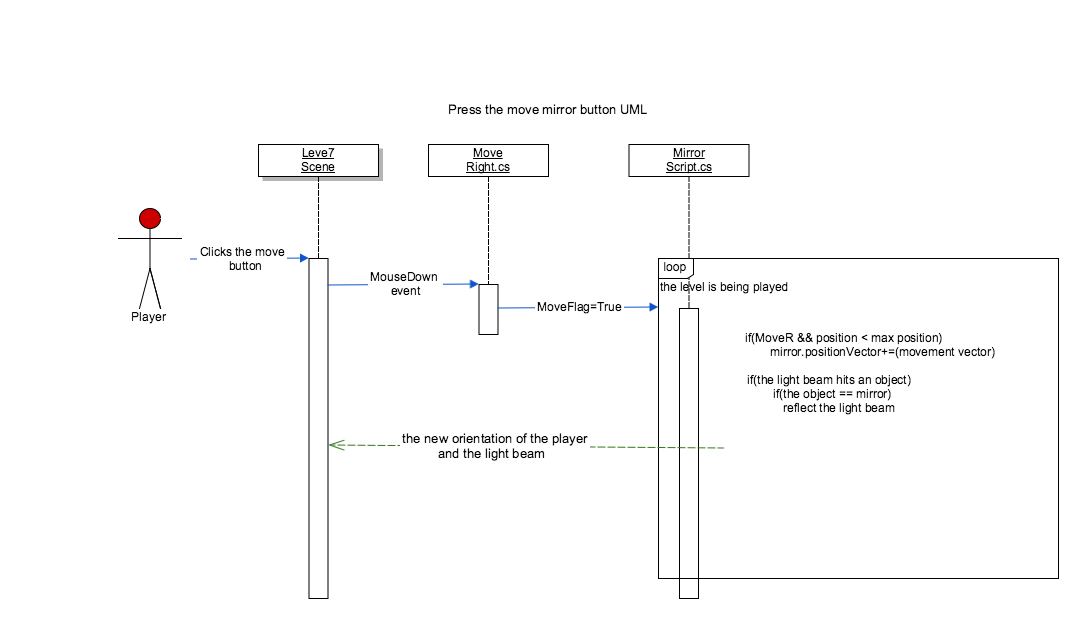 Press the move mirror button UML
Leve7
Scene
Move
Right.cs
Mirror
Script.cs
Clicks the move
button
Player
MouseDown
event
MoveFlag=True
loop
the level is being played
if(MoveR && position < max position)
mirror.positionVector+=(movement vector)
if(the light beam hits an object)
if(the object == mirror)
reflect the light beam
the new orientation of the player
and the light beam